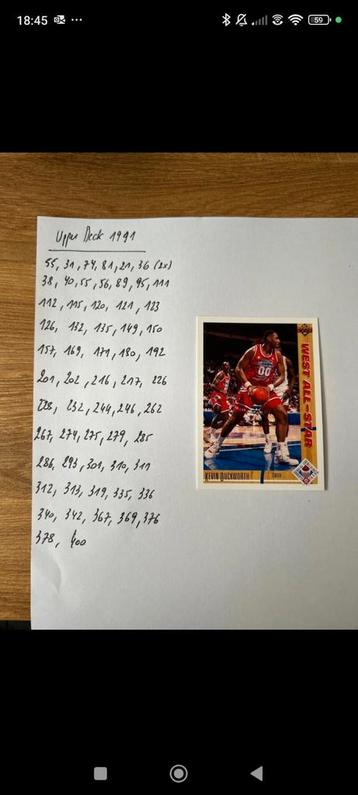 18:45
59
Upper Deck 1991
55, 31, 74, 81, 21, 36 (2x)
38, 40, 55, 56, 89, 95, 111
112, 115, 120, 121, 123
126, 132, 135, 149, 150
157, 169, 171, 180, 192
201, 202, 216, 217, 226
228, 232, 244, 246, 262
267, 274, 275, 279, 285
286, 293, 301, 310, 311
312, 313, 319, 335, 336
340, 342, 367, 369, 376
378, 400
00
WEST ALL-STAR
KEVIN DUCKWORTH